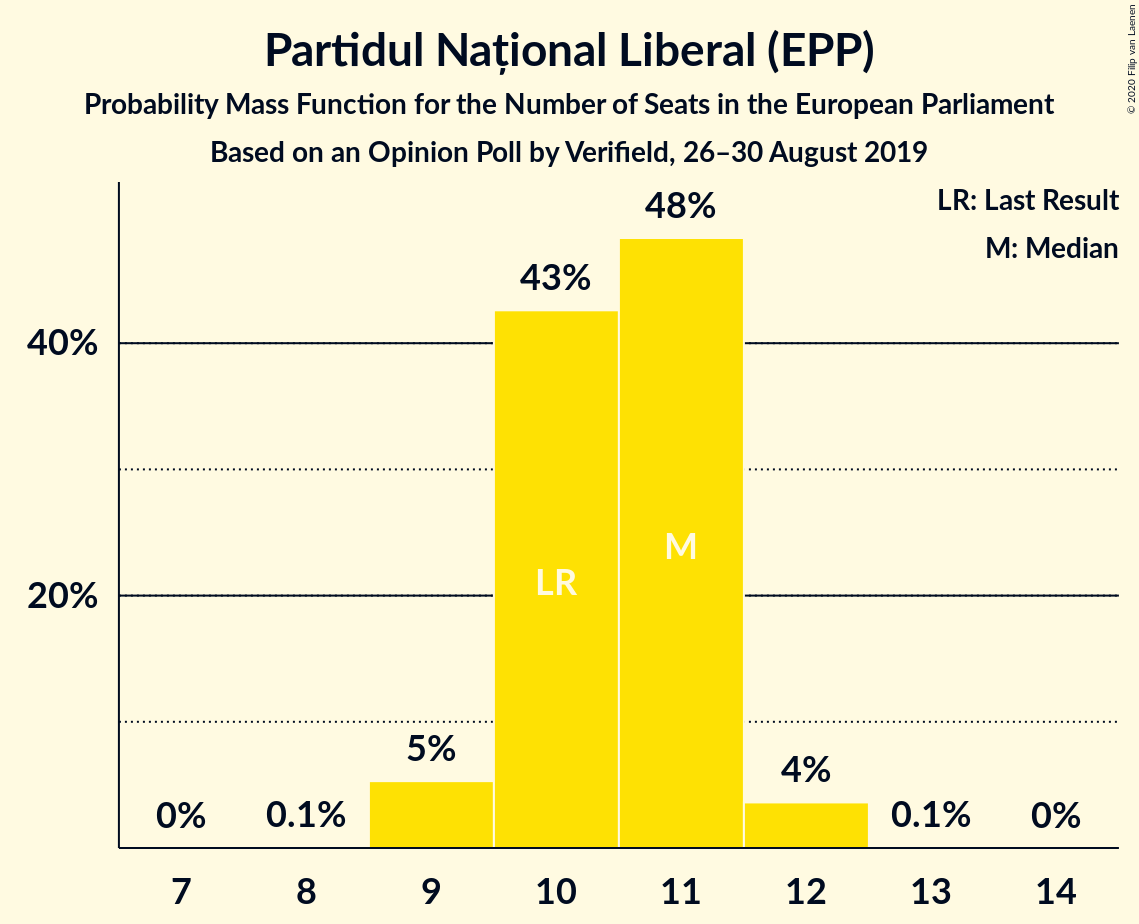 Partidul Național Liberal (EPP)
Probability Mass Function for the Number of Seats in the European Parliament
Based on an Opinion Poll by Verifield, 26–30 August 2019
© 2020 Filip van Laenen
LR: Last Result
M: Median
48%
43%
40%
M
LR
20%
5%
4%
0%
0.1%
0.1%
0%
7
8
9
10
11
12
13
14